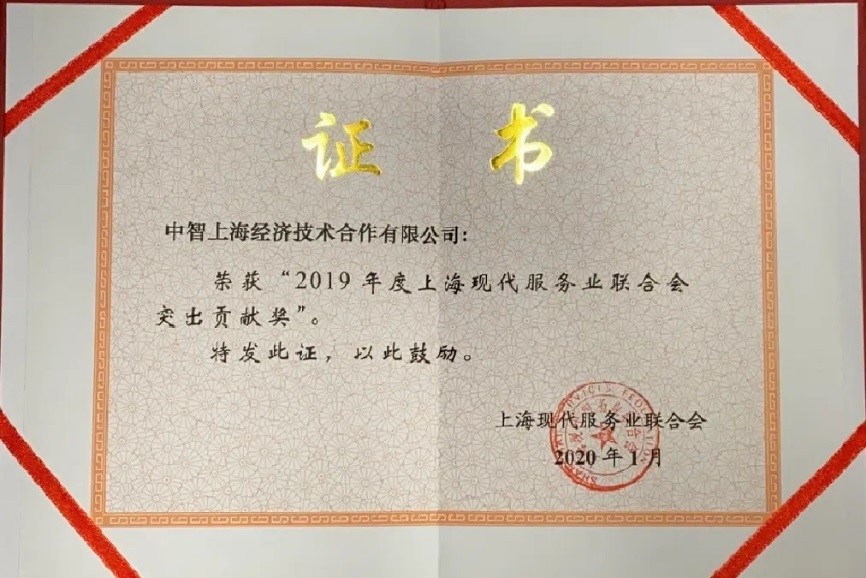 证书
中智上海经济技术合作有限公司：
荣获“2019年度上海现代服务业联合会
突出贡献奖”。
特发此证，以此鼓励。
上海现代服务业联合会
2020年1月